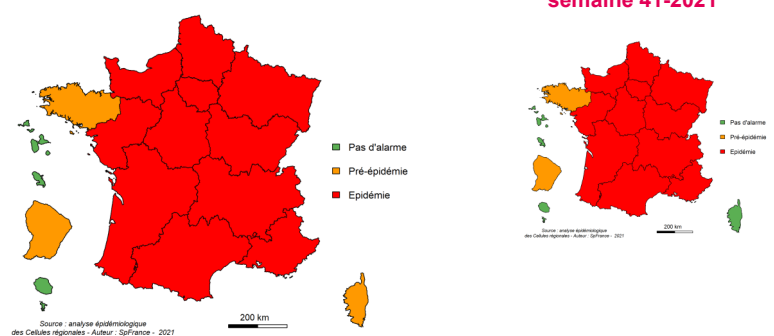 semaine 41-2021
Pas d'alarme
Pré-épidémie
Epidémie
200 km
Source : analyse épidémiologique
des Cellules régionales - Auteur : SpFrance - 2021
Pas d'alarme
Pré-épidémie
Epidémie
200 km
Source : analyse épidémiologique
des Cellules régionales - Auteur : SpFrance - 2021